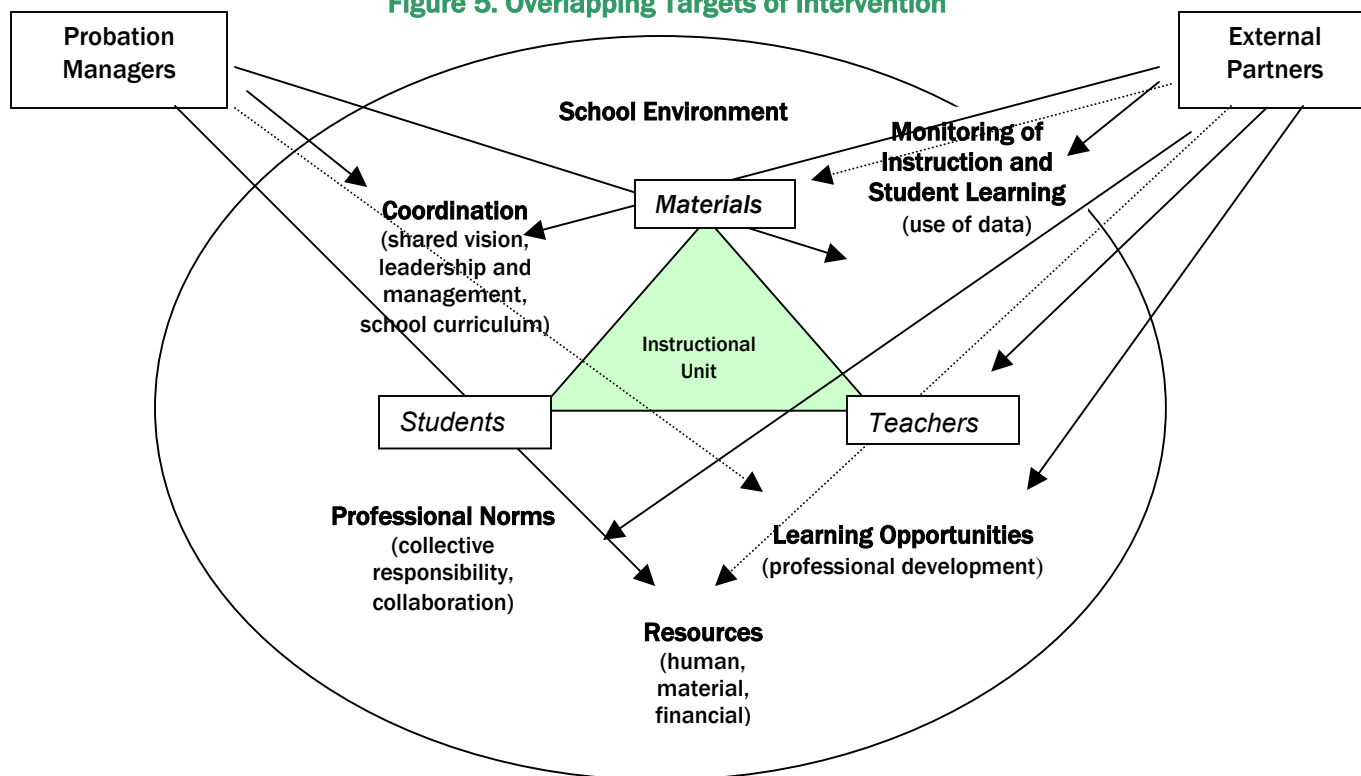 Figure 5. Overlapping Targets of Intervention
Probation
Managers
External
Partners
School Environment
Monitoring of
Instruction and
Student Learning
(use of data)
Materials
Coordination
(shared vision,
leadership and
management,
school curriculum)
Instructional
Unit
Students
Teachers
Professional Norms
(collective
responsibility,
collaboration)
Learning Opportunities
(professional development)
Resources
(human,
material,
financial)